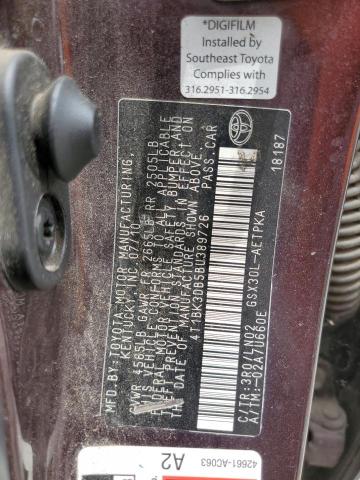 *DIGIFILM
Installed by
Southeast Toyota
Complies with
316.2951-316.2954
TOYOTA MOTOR MANUFACTURING,
KENTUCKY, INC. 07/10
GVWR 4585LB GAWR FR 2665LB RR 2505LB
THIS VEHICLE CONFORMS TO ALL APPLICABLE
FEDERAL MOTOR VEHICLE SAFETY, BUMPER, AND
THEFT PREVENTION STANDARDS IN EFFECT ON
THE DATE OF MANUFACTURE SHOWN ABOVE.
4T1BK3DB5BU389726 PASS.CAR
C/TR:3R0/LN02
A/TM:-02A/U660E GSX30L-AETPKA
18187
42661-AC063
A2